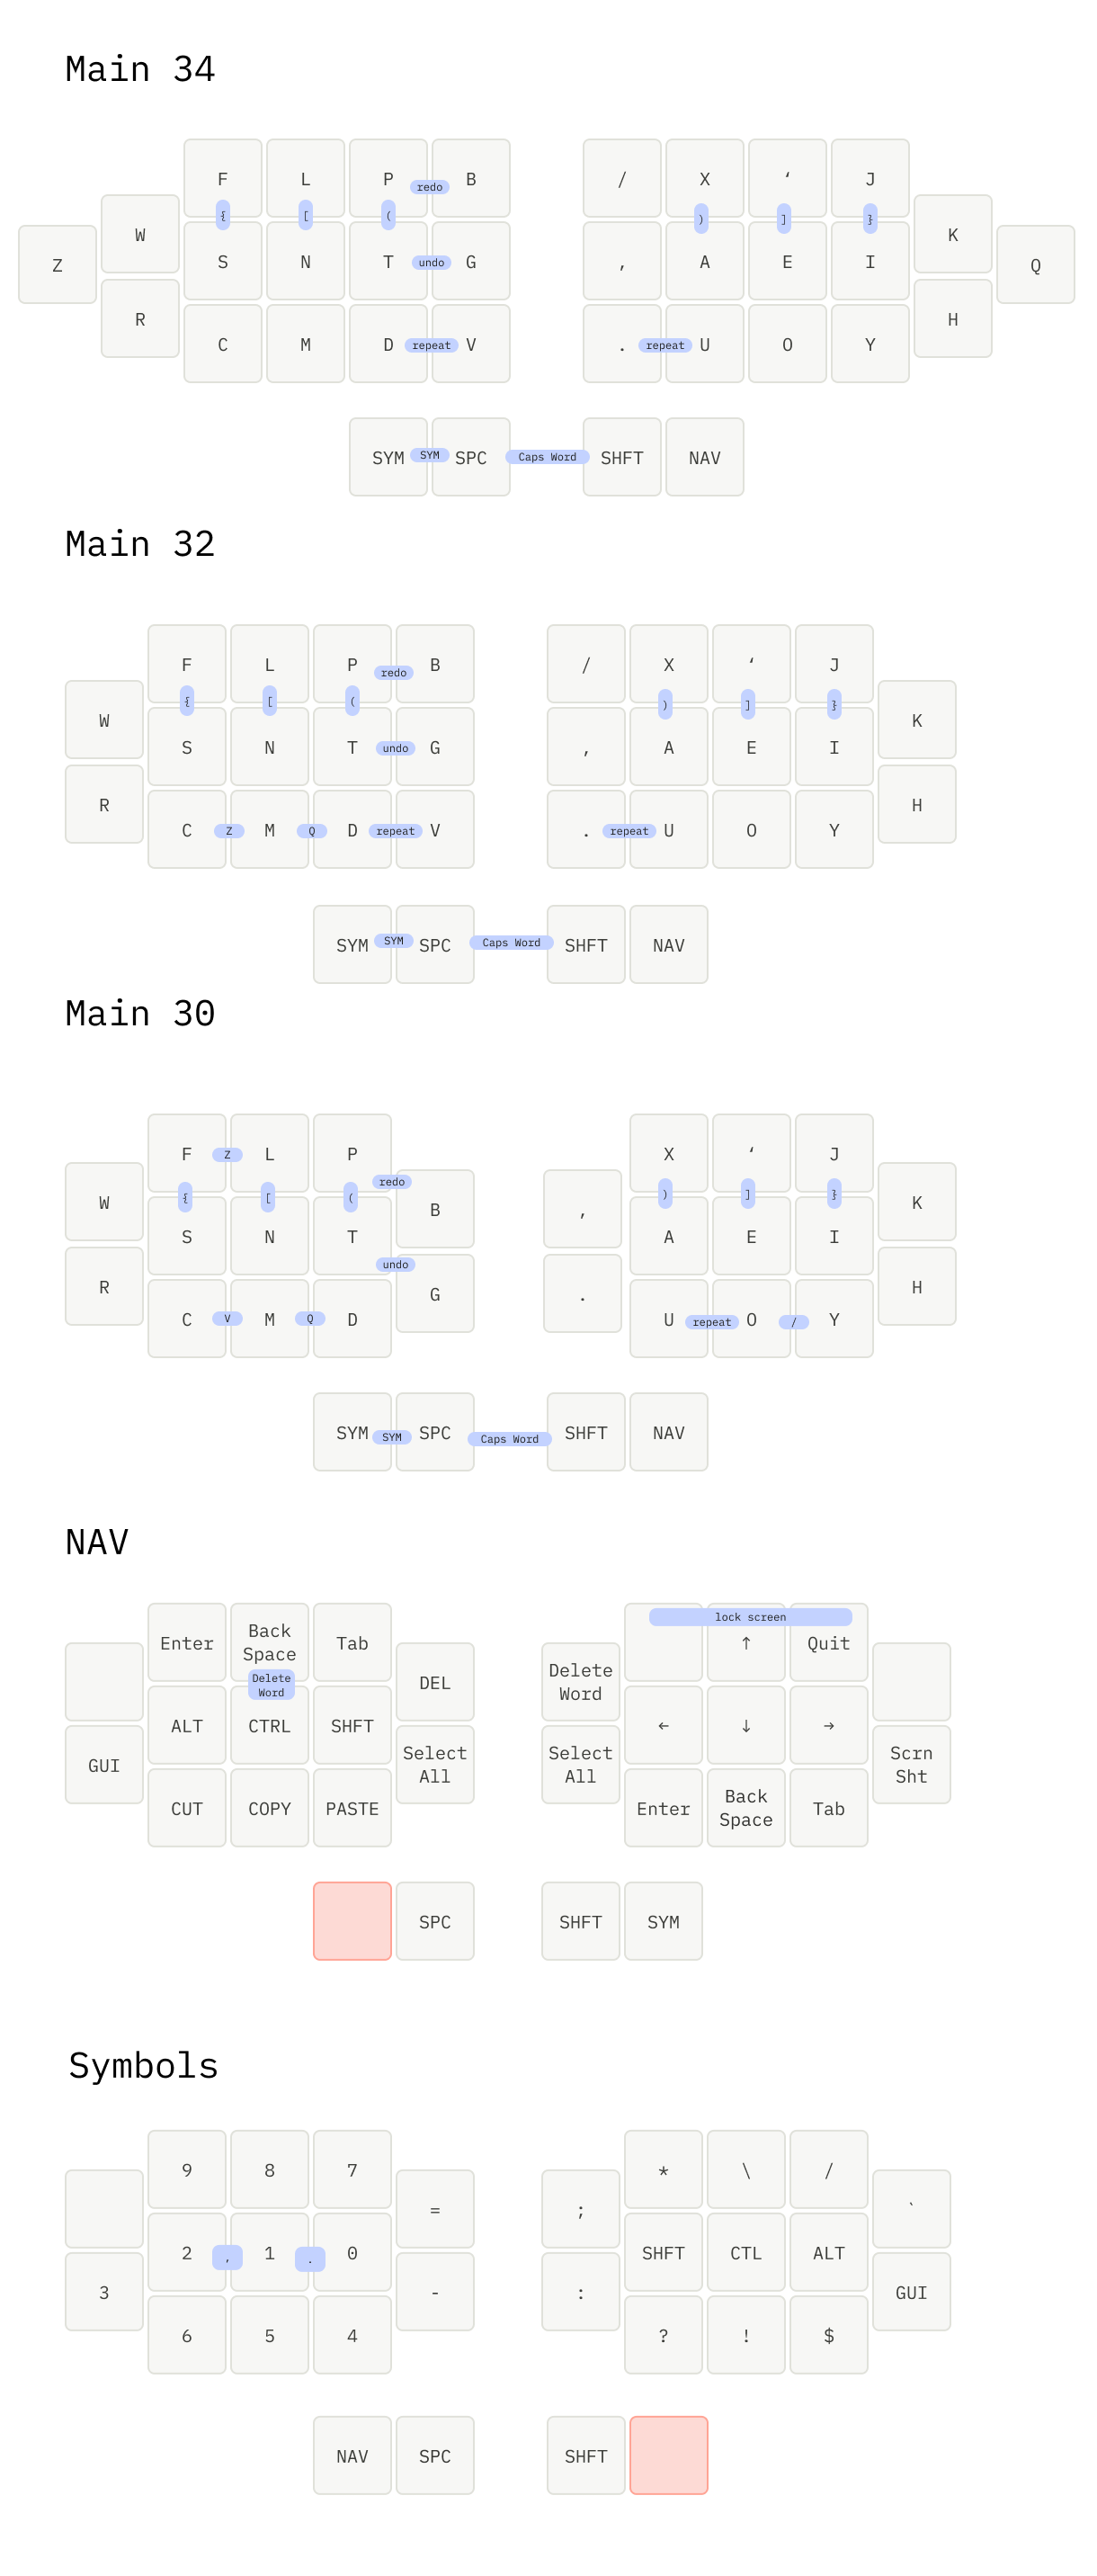 Main 34
F L P redo B / X ‘ J
{ [ ( ) ] }
W K
Z S N T undo G , A E I Q
R H
C M D repeat V . repeat U O Y
SYM SYM SPC Caps Word SHFT NAV
Main 32
F L P redo B / X ‘ J
{ [ ( ) ] }
W K
S N T undo G , A E I
R H
C Z M Q D repeat V . repeat U O Y
SYM SYM SPC Caps Word SHFT NAV
Main 30
F Z L P X ‘ J
redo
{ [ ( ) ] }
W B , K
S N T A E I
undo
R G . H
C V M Q D U repeat O / Y
SYM SYM SPC Caps Word SHFT NAV
NAV
lock screen
Enter Back Space Tab ↑ Quit
Delete Word
DEL Delete Word
ALT CTRL SHFT ← ↓ →
GUI Select All Select All Scrn Sht
CUT COPY PASTE Enter Back Space Tab
SPC SHFT SYM
Symbols
9 8 7 * \ /
= ; `
2 , 1 . 0 SHFT CTL ALT
3 - : GUI
6 5 4 ? ! $
NAV SPC SHFT